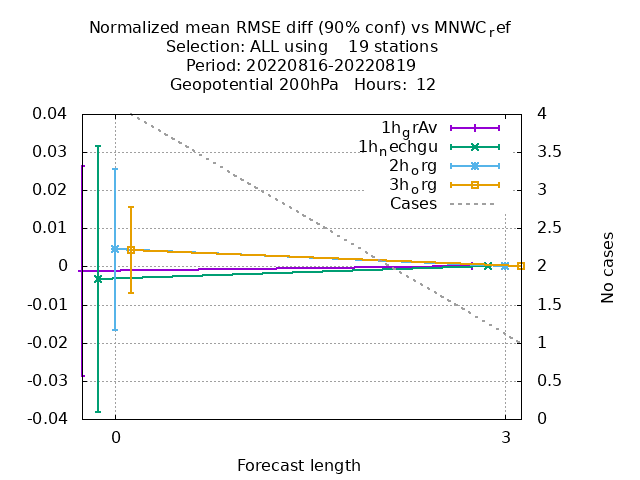 Normalized mean RMSE diff (90% conf) vs MNWC_ref
Selection: ALL using 19 stations
Period: 20220816-20220819
Geopotential 200hPa Hours: 12
0.04
0.03
0.02
0.01
0
-0.01
-0.02
-0.03
-0.04
4
3.5
3
2.5
2
1.5
1
0.5
0
1h_grAv
1h_nechgu
2h_org
3h_org
Cases
No cases
0
3
Forecast length